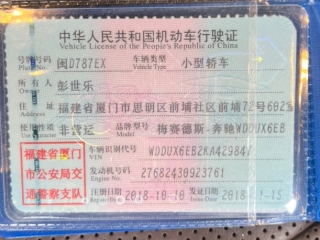 中华人民共和国机动车行驶证
Vehicle License of the People's Republic of China
号牌号码 闽D787EX 车辆类型 小型轿车
Plate No. Vehicle Type
所有人 彭世乐
Owner
住址 福建省厦门市思明区前埔社区前埔72号682
Address
使用性质 非营运 品牌型号 梅赛德斯-奔驰WDDUX6EB
福建省厦门
市公安局交
通警察支队
车辆识别代号 WDDUX6EB2KA429847
VIN
发动机号码 27682430923761
Engine No.
注册日期 2018-10-10 发证日期
Register Date Issue Date